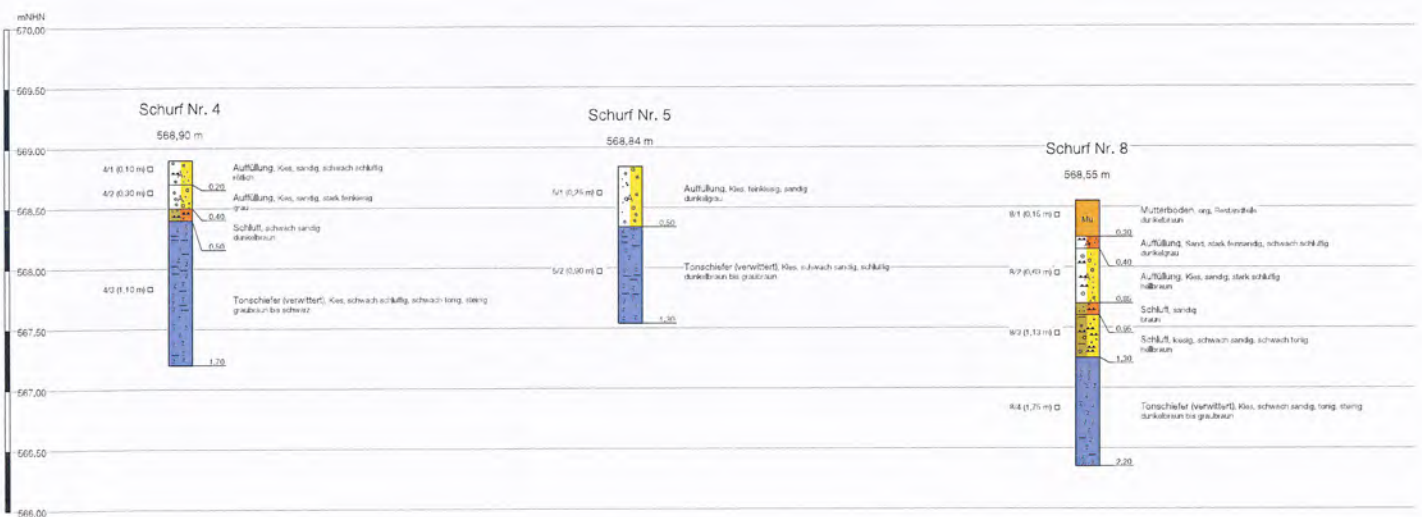 mNHN
570.00
569.50
569.00
568.50
568.00
567.50
567.00
566.50
566.00
Schurf Nr. 4
568,90 m
4/1 (0,10 m)
Auffüllung, Kies, sandig, schwach schluffig
rötlich
0,20
4/2 (0,30 m)
Auffüllung, Kies, sandig, stark feinkiesig
grau
0,40
Schluff, schwach sandig
dunkelbraun
0,50
4/3 (1,10 m)
Tonschiefer (verwittert), Kies, schwach schluffig, schwach tonig, steinig
graubraun bis schwarz
1,70
Schurf Nr. 5
568,84 m
5/1 (0,25 m)
Auffüllung, Kies, feinkiesig, sandig
dunkelgrau
0,50
5/2 (0,90 m)
Tonschiefer (verwittert), Kies, schwach sandig, schluffig
dunkelbraun bis graubraun
1,30
Schurf Nr. 8
568,55 m
8/1 (0,15 m)
Mu
Mutterboden, org. Bestandteile
dunkelbraun
0,30
Auffüllung, Sand, stark feinsandig, schwach schluffig
dunkelgrau
0,40
8/2 (0,60 m)
Auffüllung, Kies, sandig, stark schluffig
hellbraun
0,85
Schluff, sandig
braun
0,95
8/3 (1,10 m)
Schluff, kiesig, schwach sandig, schwach tonig
hellbraun
1,30
8/4 (1,75 m)
Tonschiefer (verwittert), Kies, schwach sandig, tonig, steinig
dunkelbraun bis graubraun
2,20